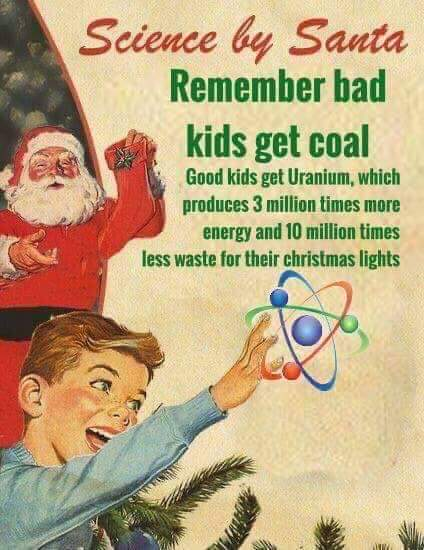 Science by Santa
Remember bad
kids get coal
Good kids get Uranium, which
produces 3 million times more
energy and 10 million times
less waste for their christmas lights